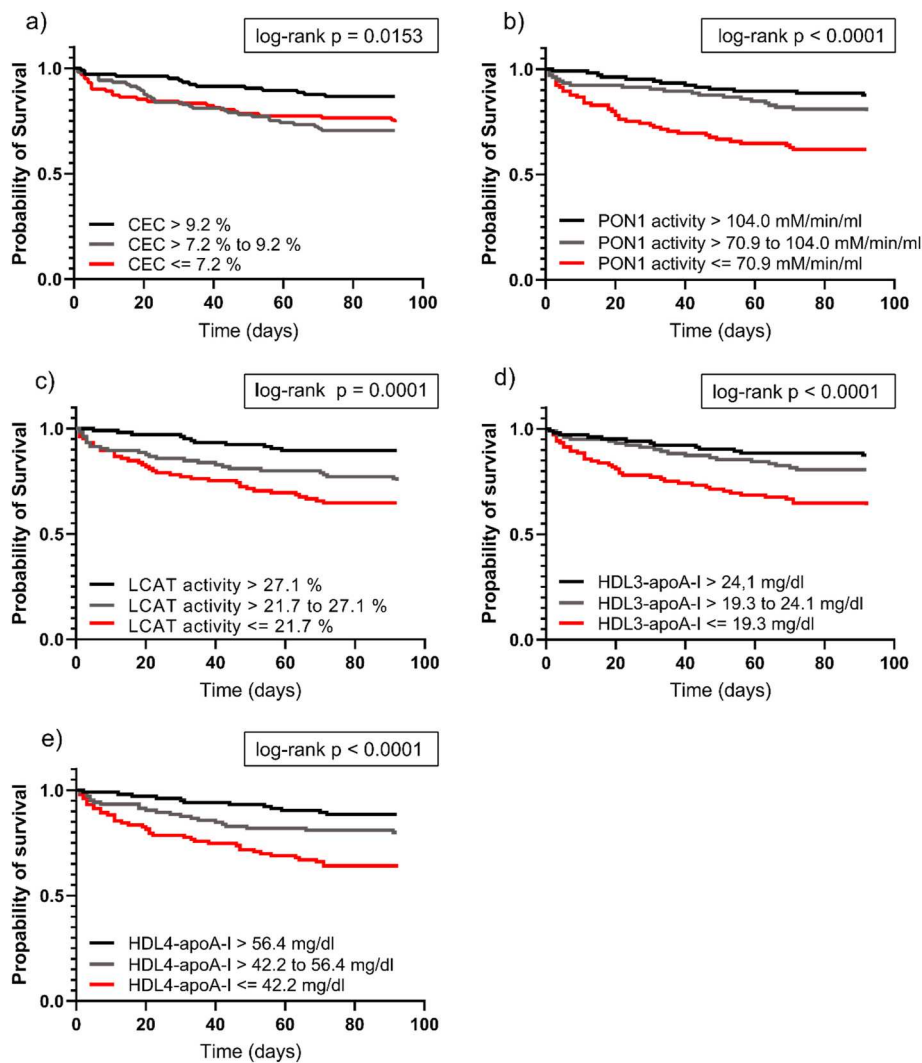 a)
log-rank p = 0.0153
Probability of Survival
1.0
0.5
0.0
CEC > 9.2 %
CEC > 7.2 % to 9.2 %
CEC <= 7.2 %
0 20 40 60 80 100
Time (days)
b)
log-rank p < 0.0001
Probability of Survival
1.0
0.5
0.0
PON1 activity > 104.0 mM/min/ml
PON1 activity > 70.9 to 104.0 mM/min/ml
PON1 activity <= 70.9 mM/min/ml
0 20 40 60 80 100
Time (days)
c)
log-rank p = 0.0001
Probability of Survival
1.0
0.5
0.0
LCAT activity > 27.1 %
LCAT activity > 21.7 to 27.1 %
LCAT activity <= 21.7 %
0 20 40 60 80 100
Time (days)
d)
log-rank p < 0.0001
Propability of survival
1.0
0.5
0.0
HDL3-apoA-I > 24,1 mg/dl
HDL3-apoA-I > 19.3 to 24.1 mg/dl
HDL3-apoA-I <= 19.3 mg/dl
0 20 40 60 80 100
Time (days)
e)
log-rank p < 0.0001
Propability of survival
1.0
0.5
0.0
HDL4-apoA-I > 56.4 mg/dl
HDL4-apoA-I > 42.2 to 56.4 mg/dl
HDL4-apoA-I <= 42.2 mg/dl
0 20 40 60 80 100
Time (days)